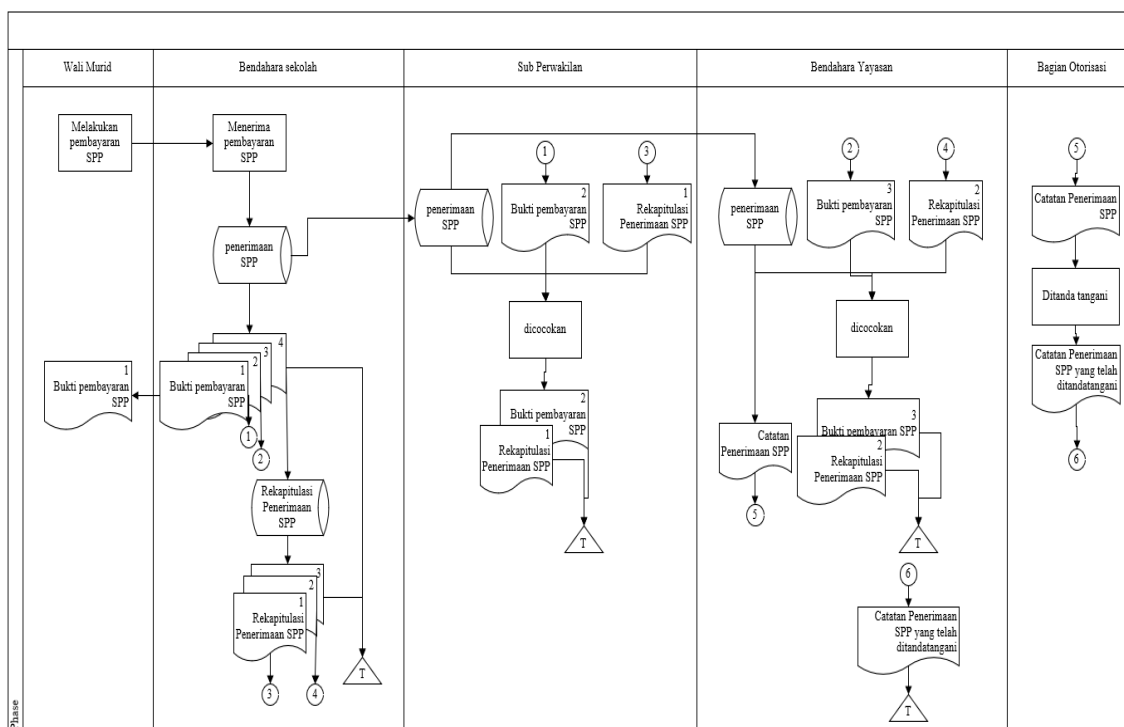 Wali Murid
Bendahara sekolah
Sub Perwakilan
Bendahara Yayasan
Bagian Otorisasi
Phase
Melakukan
pembayaran
SPP
1
Bukti pembayaran
SPP
Menerima
pembayaran
SPP
penerimaan
SPP
4
3
2
1
Bukti pembayaran
SPP
1
2
Rekapitulasi
Penerimaan
SPP
3
2
1
Rekapitulasi
Penerimaan SPP
3
4
T
penerimaan
SPP
1
2
Bukti pembayaran
SPP
3
1
Rekapitulasi
Penerimaan SPP
dicocokan
2
Bukti pembayaran
SPP
1
Rekapitulasi
Penerimaan SPP
T
penerimaan
SPP
2
3
Bukti pembayaran
SPP
4
2
Rekapitulasi
Penerimaan SPP
dicocokan
Catatan
Penerimaan SPP
5
3
Bukti pembayaran SPP
2
Rekapitulasi
Penerimaan SPP
T
6
Catatan Penerimaan
SPP yang telah
ditandatangani
T
5
Catatan Penerimaan
SPP
Ditanda tangani
Catatan Penerimaan
SPP yang telah
ditandatangani
6